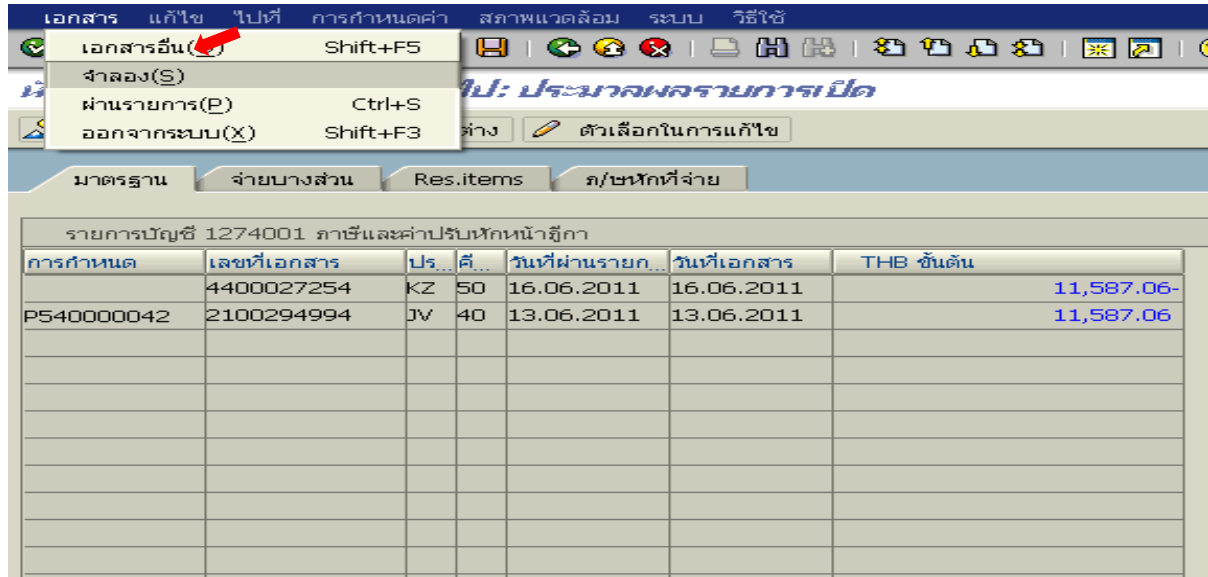 เอกสาร แก้ไข ไปที่ การกำหนดค่า สภาพแวดล้อม ระบบ วิธีใช้
เอกสารอื่น( ) Shift+F5
จำลอง(S)
ผ่านรายการ(P) Ctrl+S
ออกจากระบบ(X) Shift+F3
ไป: ประมวลผลรายการเปิด
ต่าง ตัวเลือกในการแก้ไข
มาตรฐาน จ่ายบางส่วน Res.items ภ/ษหักที่จ่าย
รายการบัญชี 1274001 ภาษีและค่าปรับหักหน้าฎีกา
การกำหนด เลขที่เอกสาร ปร... คี... วันที่ผ่านรายก... วันที่เอกสาร THB ขั้นต้น
4400027254 KZ 50 16.06.2011 16.06.2011 11,587.06-
P540000042 2100294994 JV 40 13.06.2011 13.06.2011 11,587.06